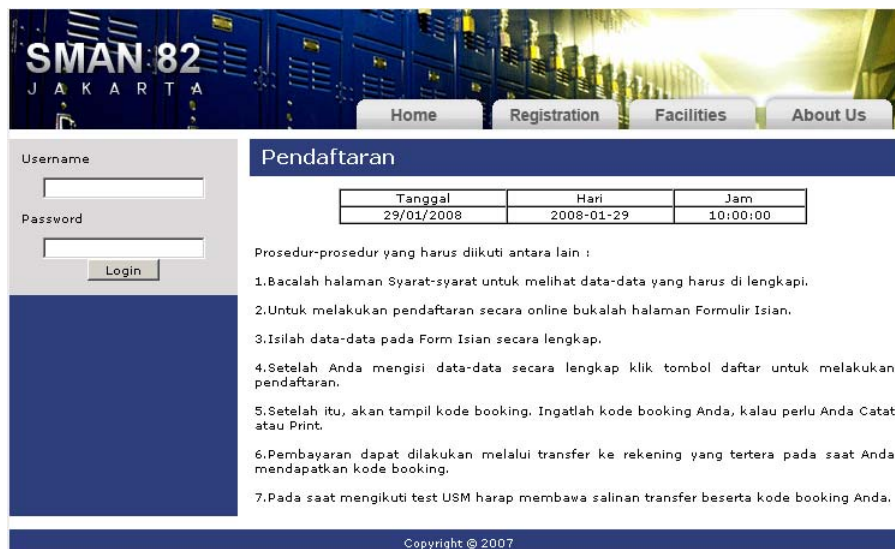 SMAN 82
JAKARTA
Home Registration Facilities About Us
Username
Password
Login
Pendaftaran
Tanggal Hari Jam
29/01/2008 2008-01-29 10:00:00
Prosedur-prosedur yang harus diikuti antara lain :
1.Bacalah halaman Syarat-syarat untuk melihat data-data yang harus di lengkapi.
2.Untuk melakukan pendaftaran secara online bukalah halaman Formulir Isian.
3.Isilah data-data pada Form Isian secara lengkap.
4.Setelah Anda mengisi data-data secara lengkap klik tombol daftar untuk melakukan
pendaftaran.
5.Setelah itu, akan tampil kode booking. Ingatlah kode booking Anda, kalau perlu Anda Catat
atau Print.
6.Pembayaran dapat dilakukan melalui transfer ke rekening yang tertera pada saat Anda
mendapatkan kode booking.
7.Pada saat mengikuti test USM harap membawa salinan transfer beserta kode booking Anda.
Copyright © 2007